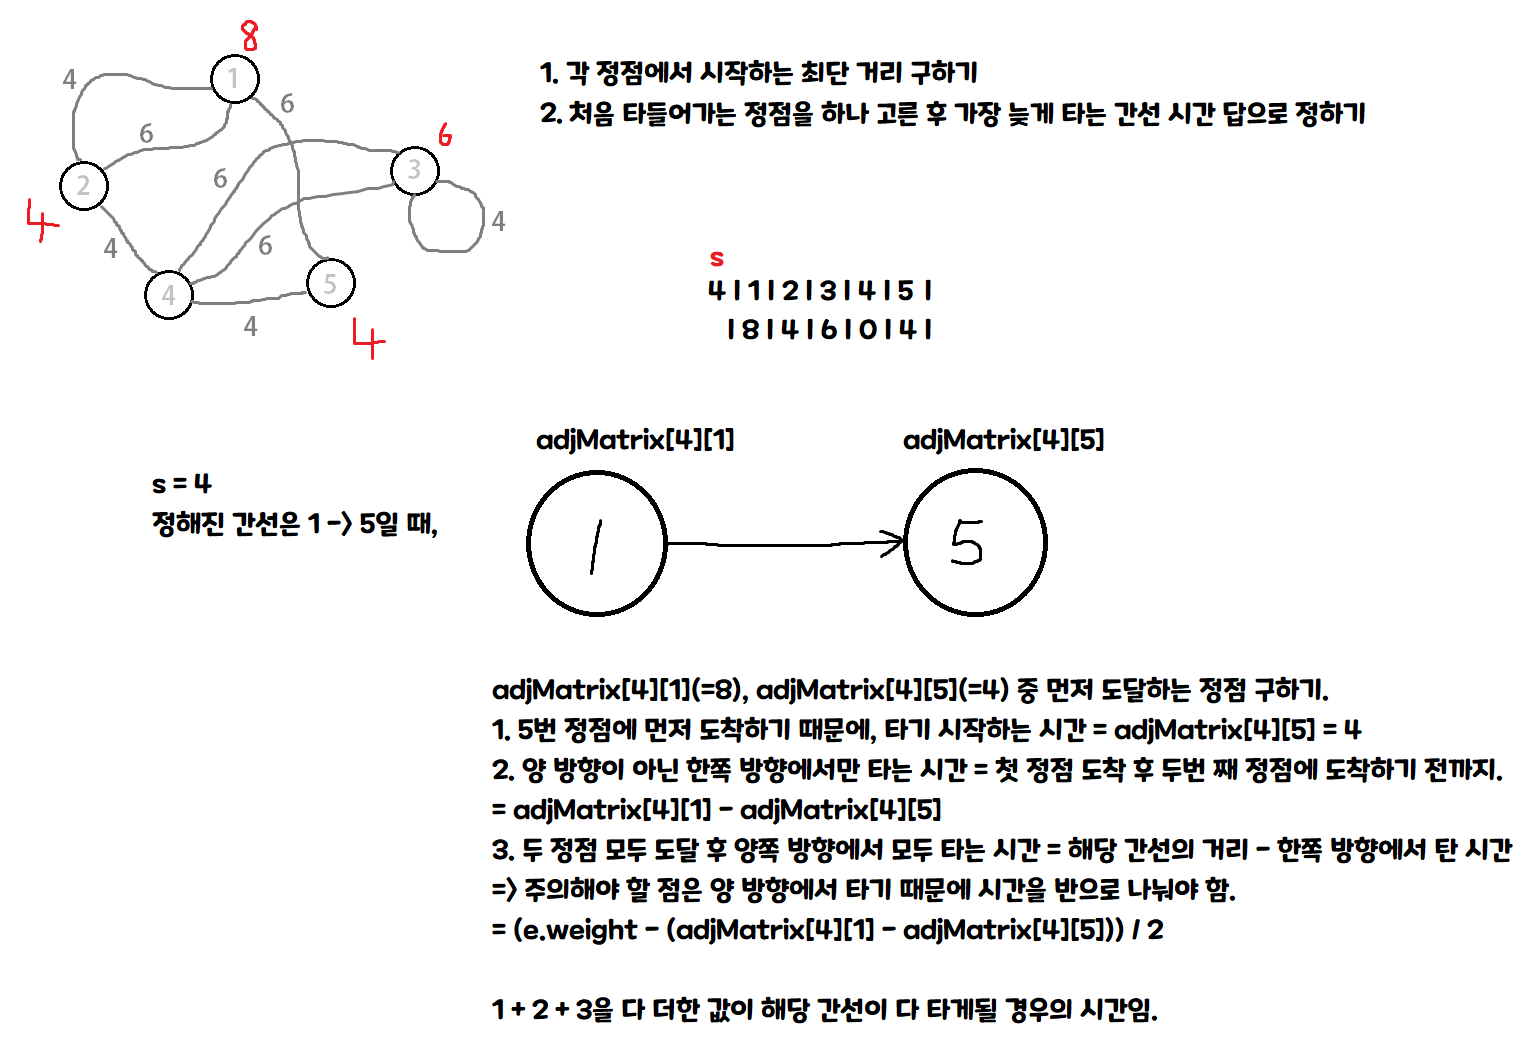 8
1
4
6
6
6
3
2
6
4
4
4
6
4
5
4
4
1. 각 정점에서 시작하는 최단 거리 구하기
2. 처음 타들어가는 정점을 하나 고른 후 가장 늦게 타는 간선 시간 답으로 정하기
s
4 | 1 | 2 | 3 | 4 | 5 |
| 8 | 4 | 6 | 0 | 4 |
s = 4
정해진 간선은 1 -> 5일 때,
adjMatrix[4][1]
adjMatrix[4][5]
1
5
adjMatrix[4][1](=8), adjMatrix[4][5](=4) 중 먼저 도달하는 정점 구하기.
1. 5번 정점에 먼저 도착하기 때문에, 타기 시작하는 시간 = adjMatrix[4][5] = 4
2. 양 방향이 아닌 한쪽 방향에서만 타는 시간 = 첫 정점 도착 후 두번 째 정점에 도착하기 전까지.
= adjMatrix[4][1] - adjMatrix[4][5]
3. 두 정점 모두 도달 후 양쪽 방향에서 모두 타는 시간 = 해당 간선의 거리 - 한쪽 방향에서 탄 시간
=> 주의해야 할 점은 양 방향에서 타기 때문에 시간을 반으로 나눠야 함.
= (e.weight - (adjMatrix[4][1] - adjMatrix[4][5])) / 2
1 + 2 + 3을 다 더한 값이 해당 간선이 다 타게될 경우의 시간임.